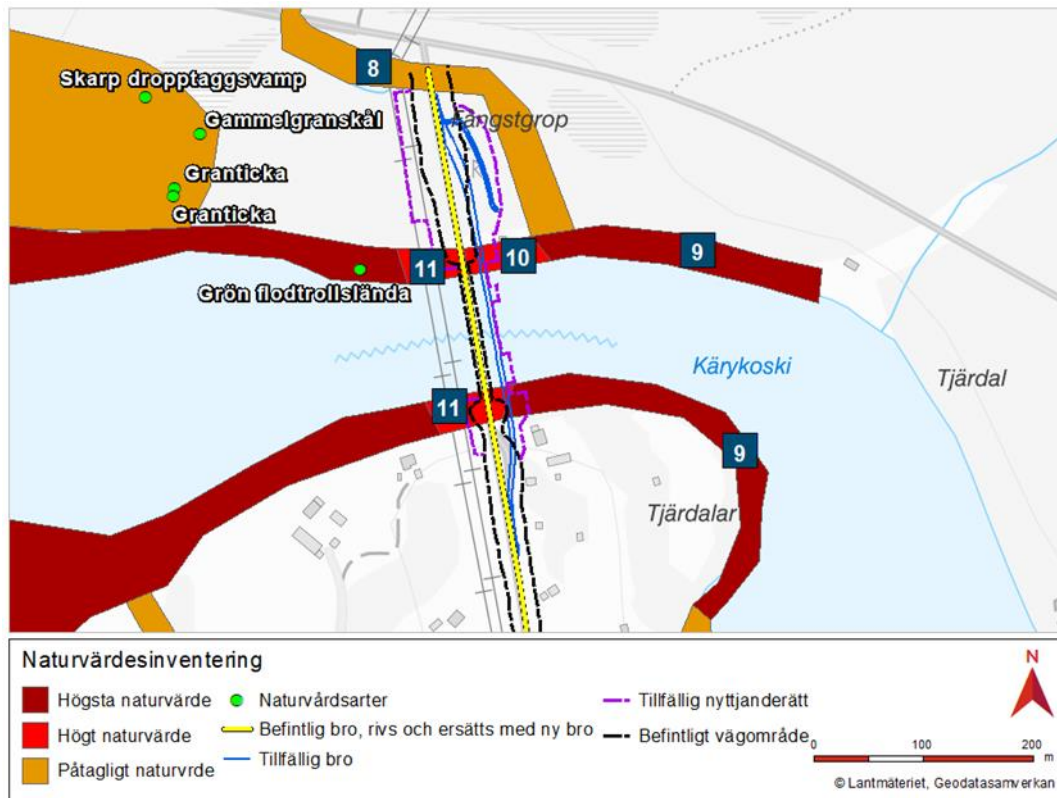 8
Skarp dropptaggsvamp
Fångstgrop
Gammelgranskål
R
Granticka
Granticka
9
10
11
Grön flodtrollslända
Kärykoski
Tjärdal
11
9
Tjärdalar
Naturvärdesinventering
Högsta naturvärde
Högt naturvärde
Påtagligt naturvrde
Naturvårdsarter
Befintlig bro, rivs och ersätts med ny bro
Tillfällig bro
Tillfällig nyttjanderätt
Befintligt vägområde
N
0 100 200
m
© Lantmäteriet, Geodatasamverkan